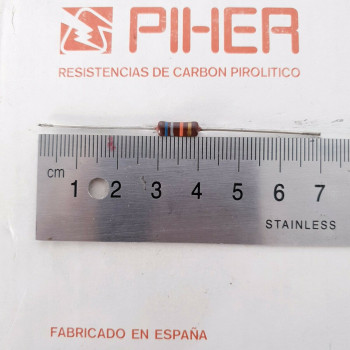 PIHER
RESISTENCIAS DE CARBON PIROLITICO
cm 1 2 3 4 5 6 7
STAINLESS
FABRICADO EN ESPAÑA